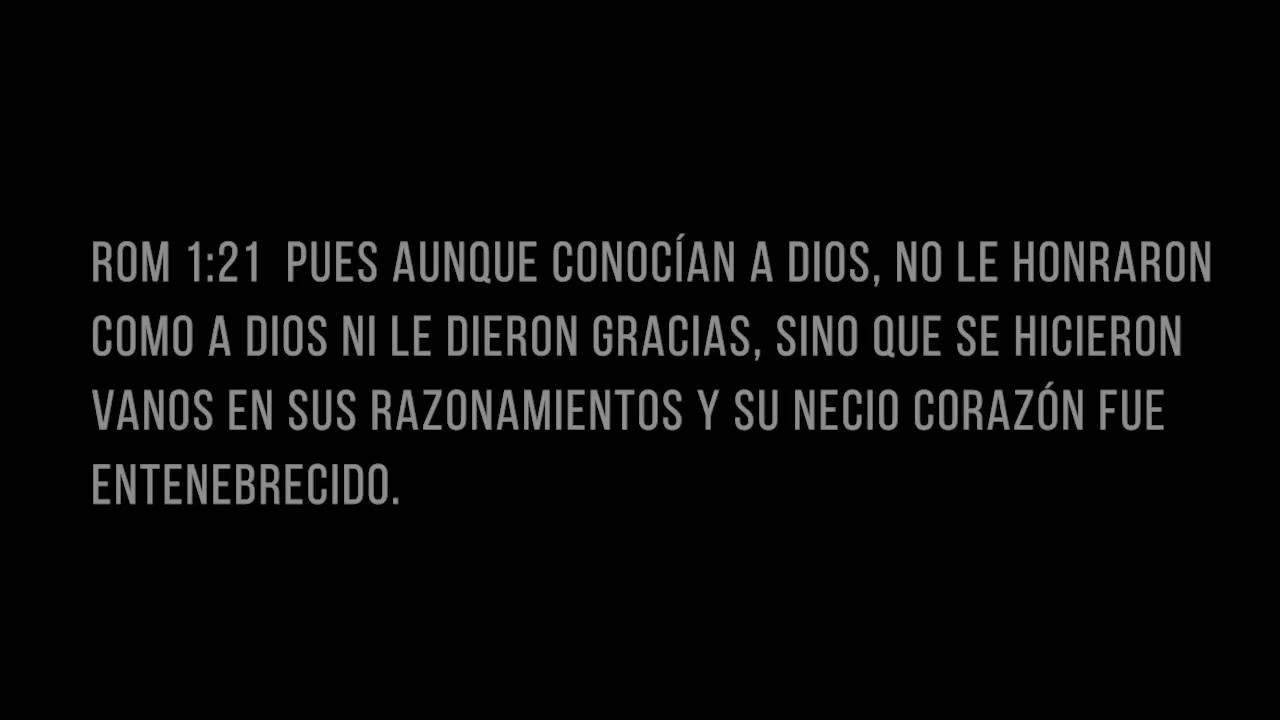 ROM 1:21  PUES AUNQUE CONOCÍAN A DIOS, NO LE HONRARON
COMO A DIOS NI LE DIERON GRACIAS, SINO QUE SE HICIERON
VANOS EN SUS RAZONAMIENTOS Y SU NECIO CORAZÓN FUE
ENTENEBRECIDO.